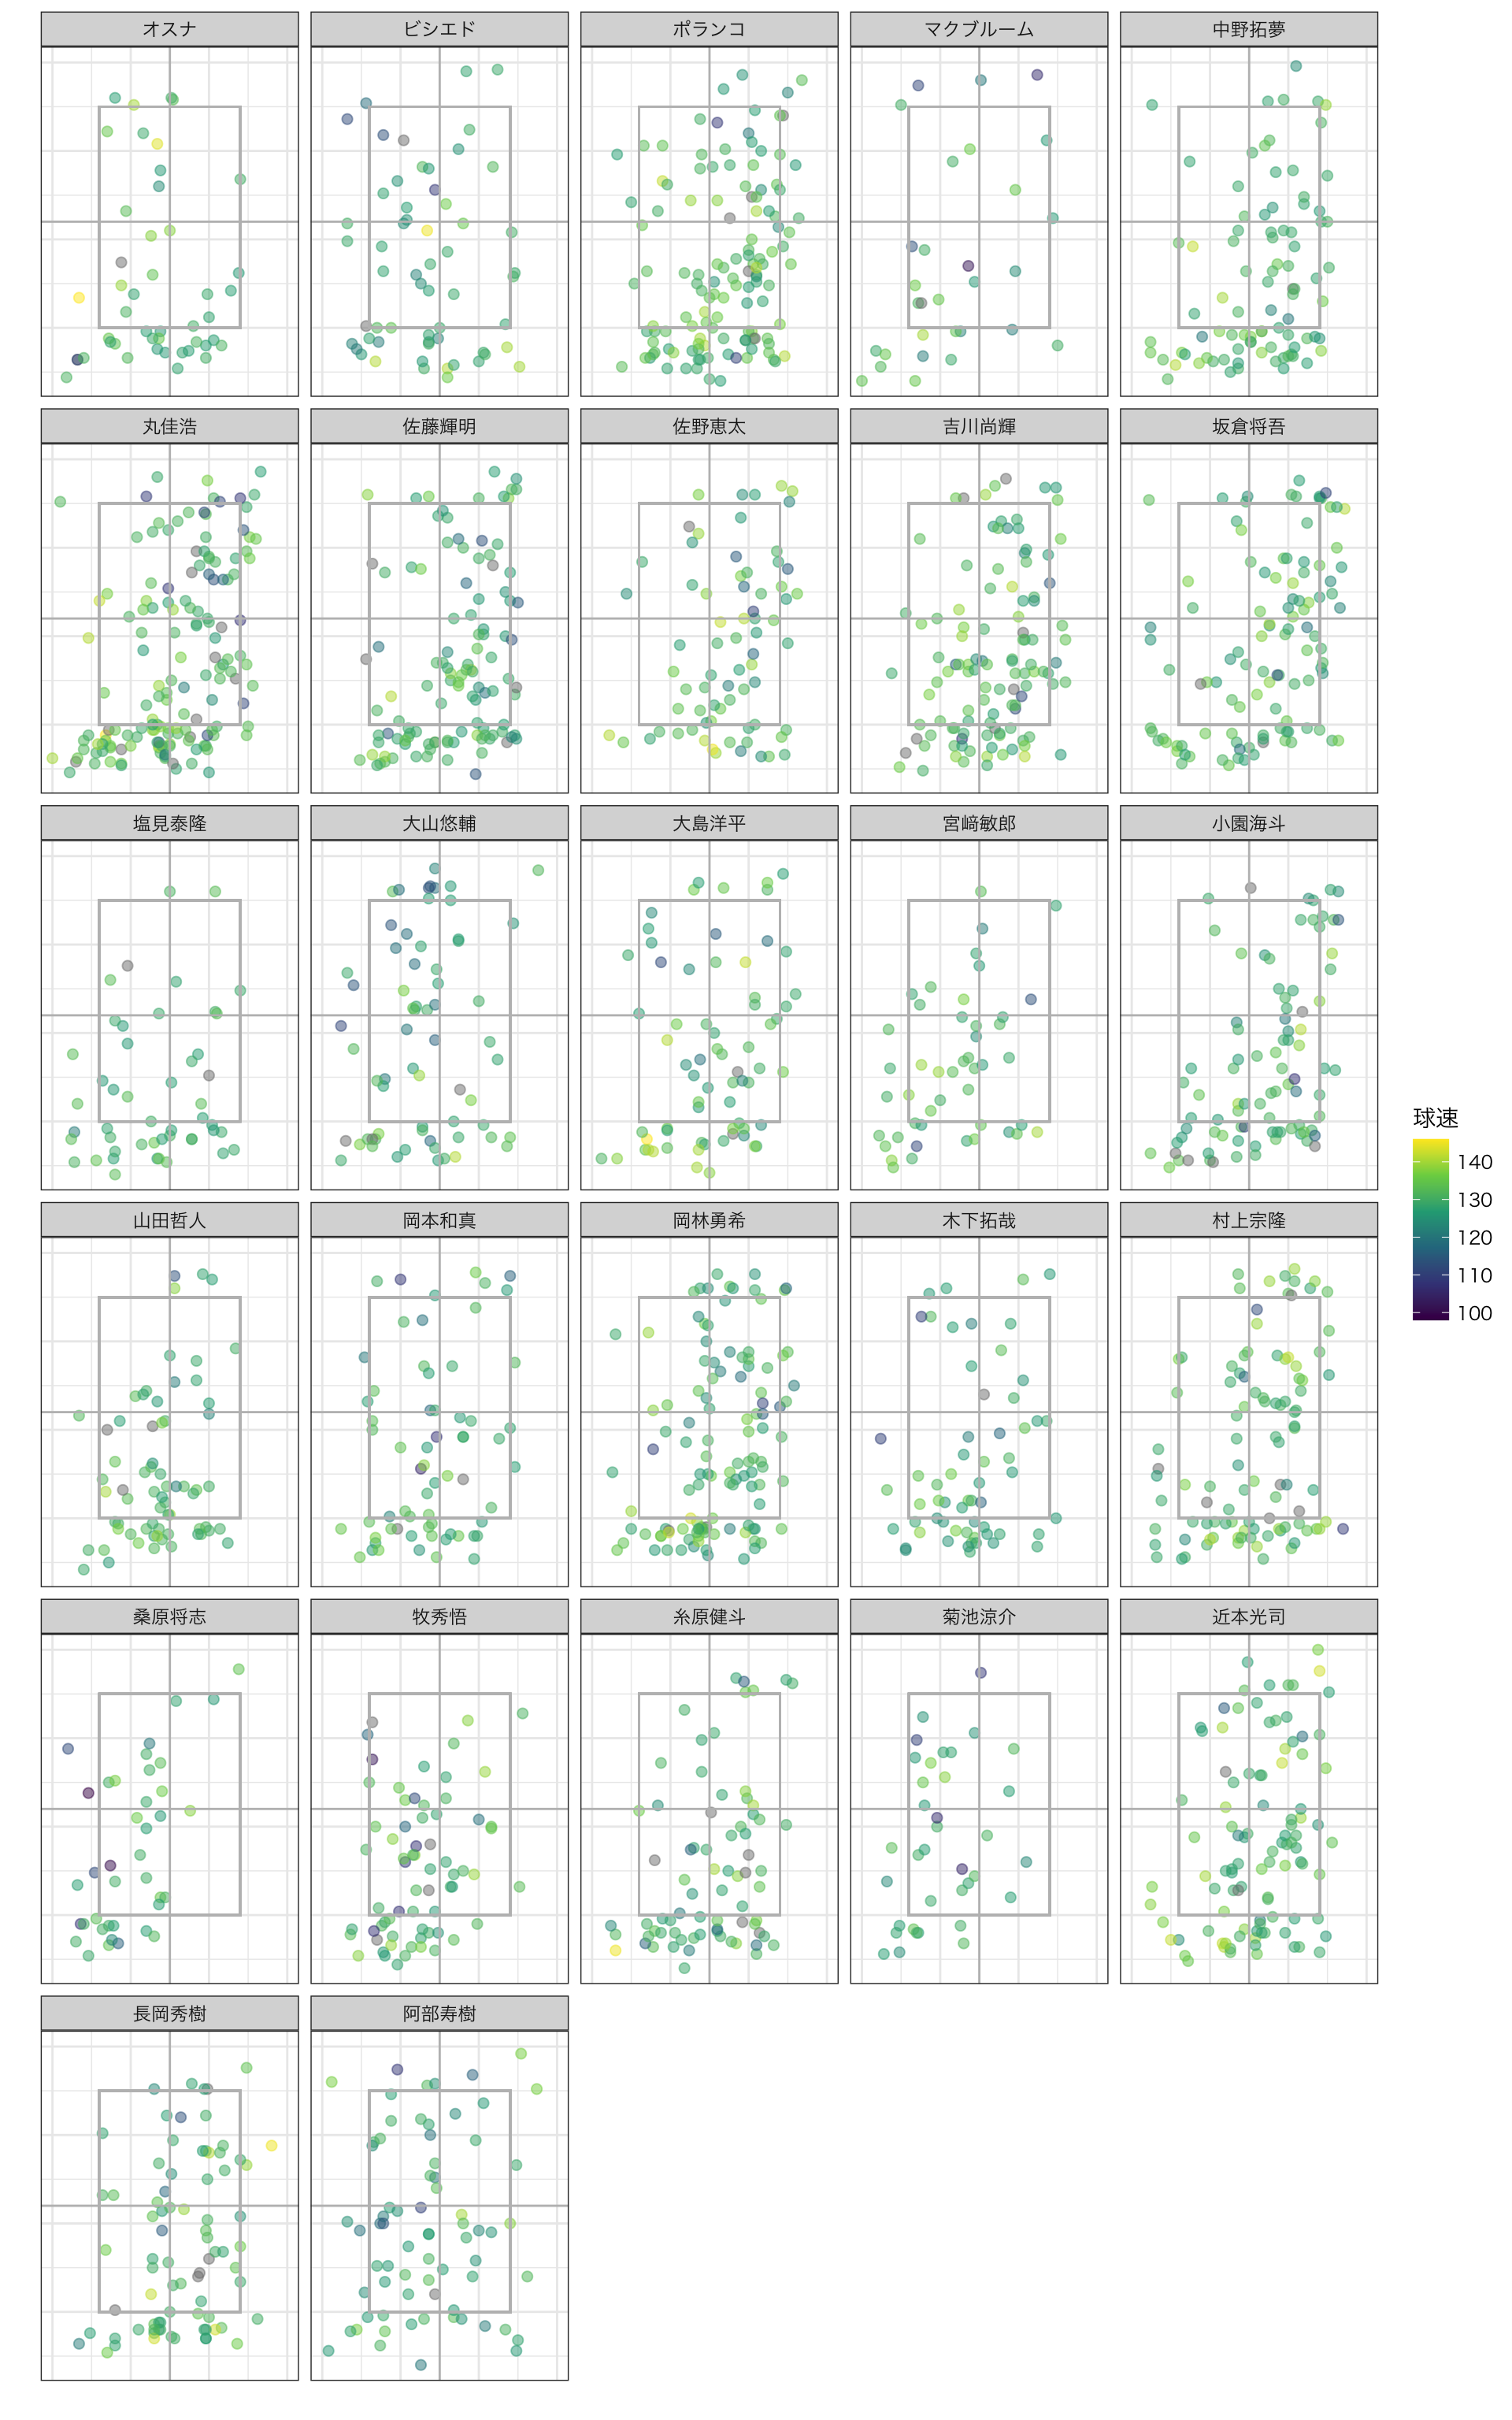 オスナ
ビシエド
ポランコ
マクブルーム
中野拓夢
丸佳浩
佐藤輝明
佐野恵太
吉川尚輝
坂倉将吾
塩見泰隆
大山悠輔
大島洋平
宮﨑敏郎
小園海斗
球速
140
130
120
110
100
山田哲人
岡本和真
岡林勇希
木下拓哉
村上宗隆
桑原将志
牧秀悟
糸原健斗
菊池涼介
近本光司
長岡秀樹
阿部寿樹